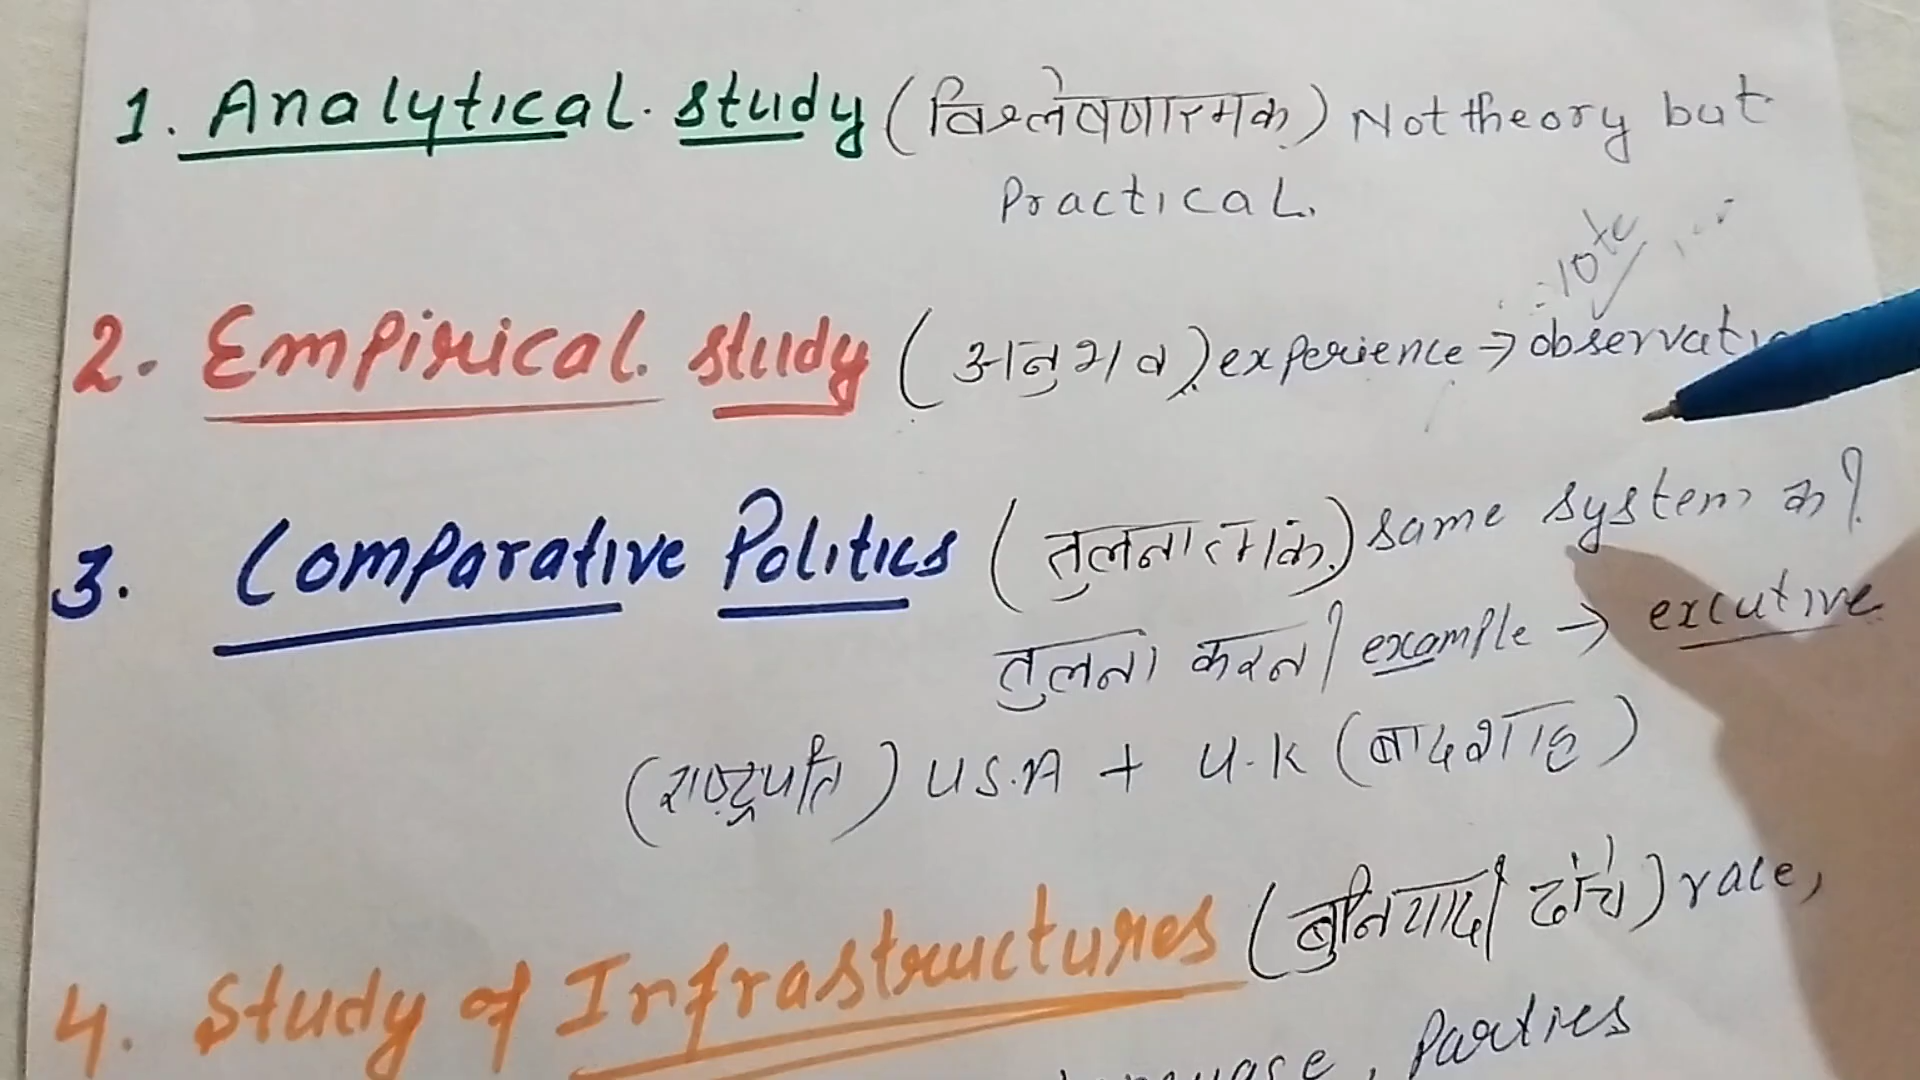 1. Analytical study (विश्लेषणात्मक) Not theory but
Practical.
2. Empirical study (अनुभव) experience → observati
3. Comparative Politics (तुलनात्मक) same system की
तुलना करना example → excutive
(राष्ट्रपति) U.S.A + U.K (बादशाह)
4. Study of Infrastructures (बुनियादी ढांचे) race,
Parties